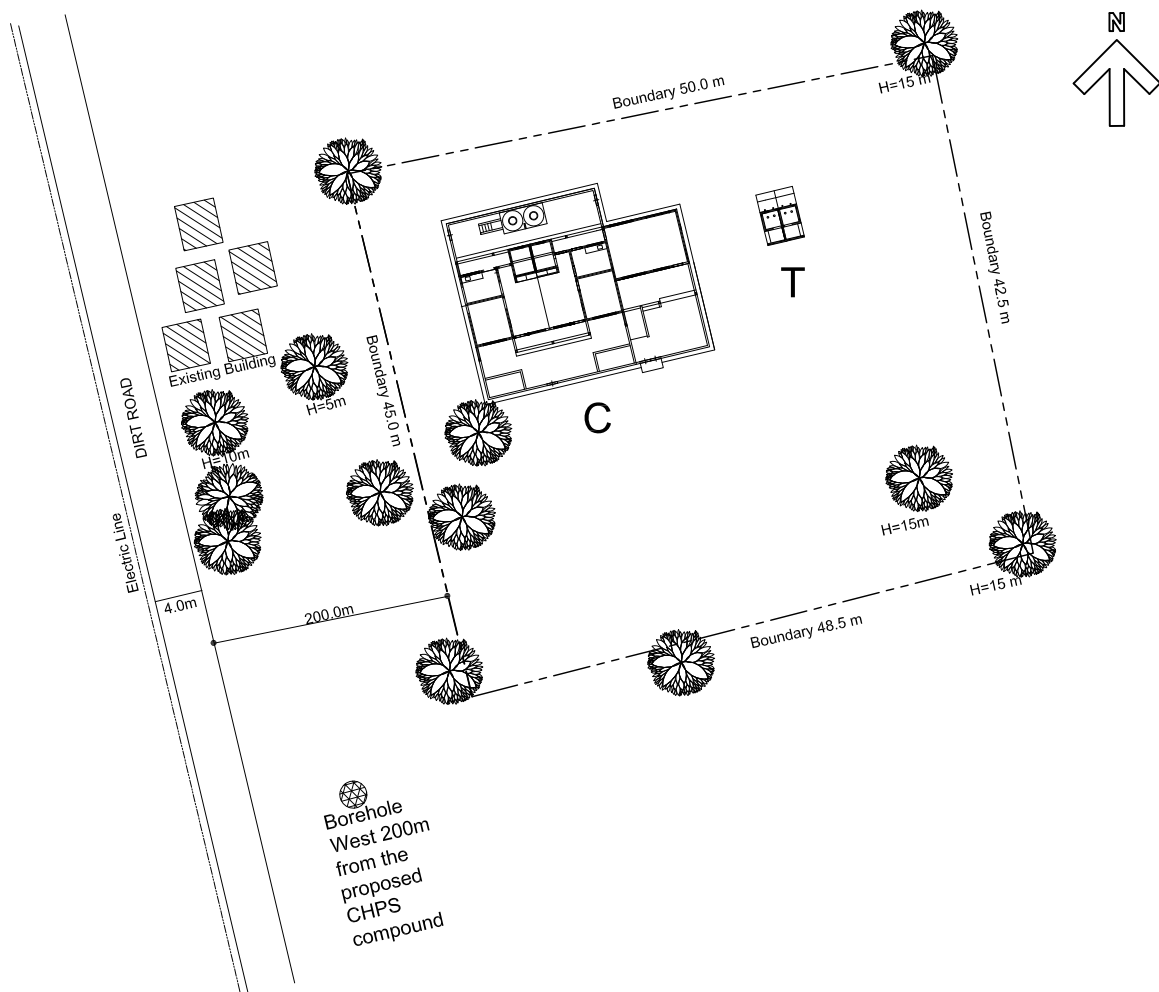 N
Boundary 50.0 m
H=15 m
Boundary 42.5 m
T
Existing Building
H=5m
Boundary 45.0 m
DIRT ROAD
C
H=10m
H=15m
Electric Line
H=15 m
4.0m
200.0m
Boundary 48.5 m
Borehole
West 200m
from the
proposed
CHPS
compound